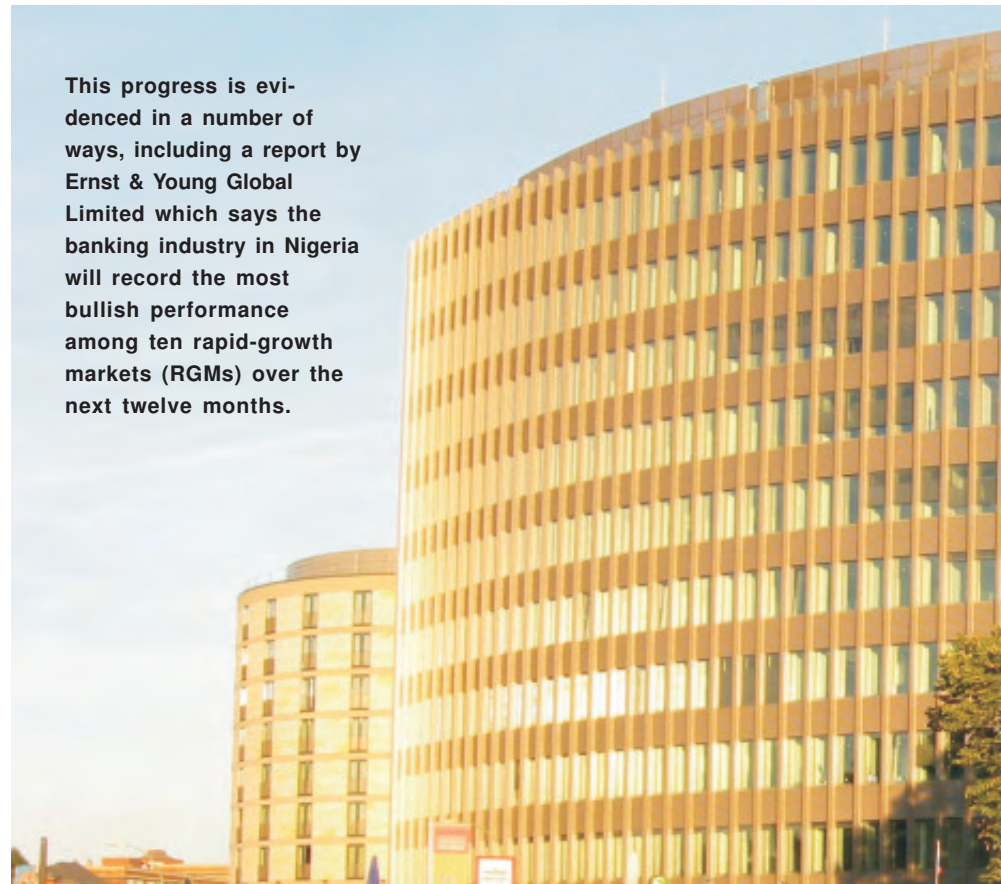 This progress is evi-
denced in a number of
ways, including a report by
Ernst & Young Global
Limited which says the
banking industry in Nigeria
will record the most
bullish performance
among ten rapid-growth
markets (RGMs) over the
next twelve months.